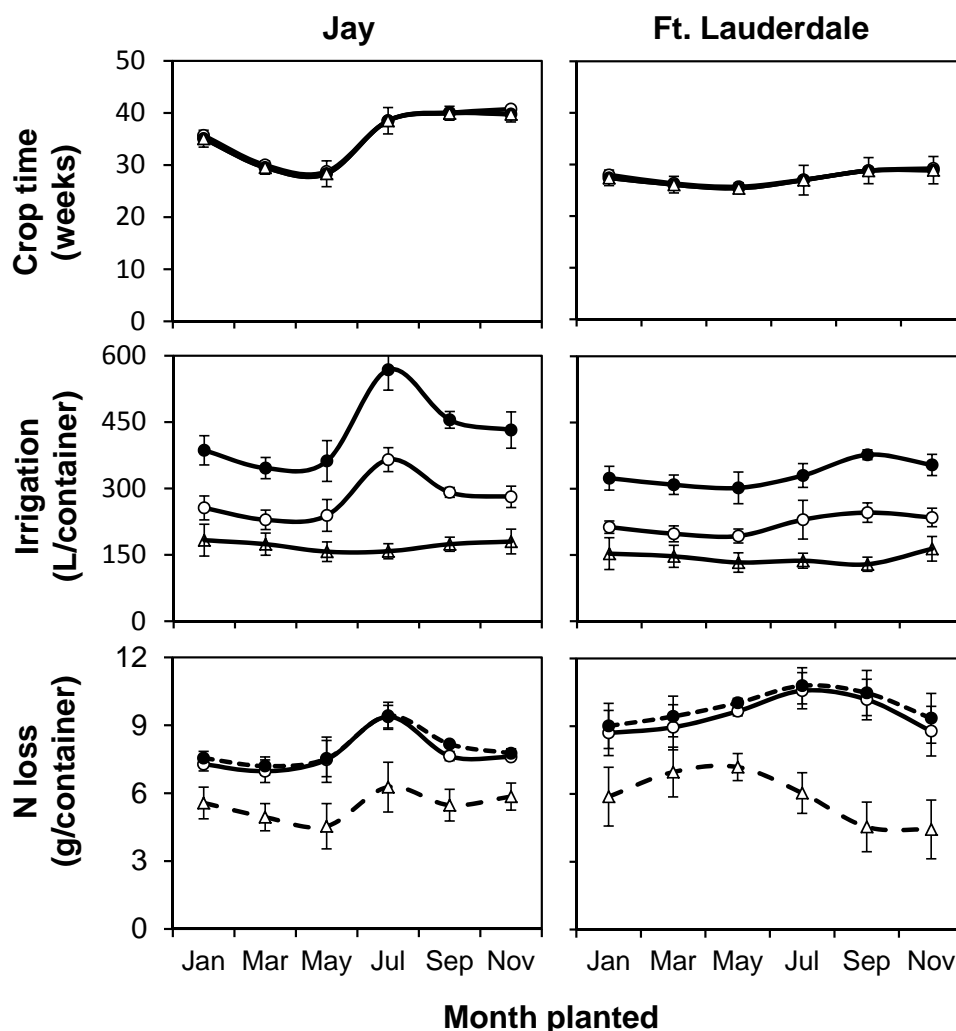 Jay
Ft. Lauderdale
Crop time
(weeks)
50
40
30
20
10
0
Irrigation
(L/container)
600
450
300
150
0
N loss
(g/container)
12
9
6
3
0
Jan Mar May Jul Sep Nov
Jan Mar May Jul Sep Nov
Month planted